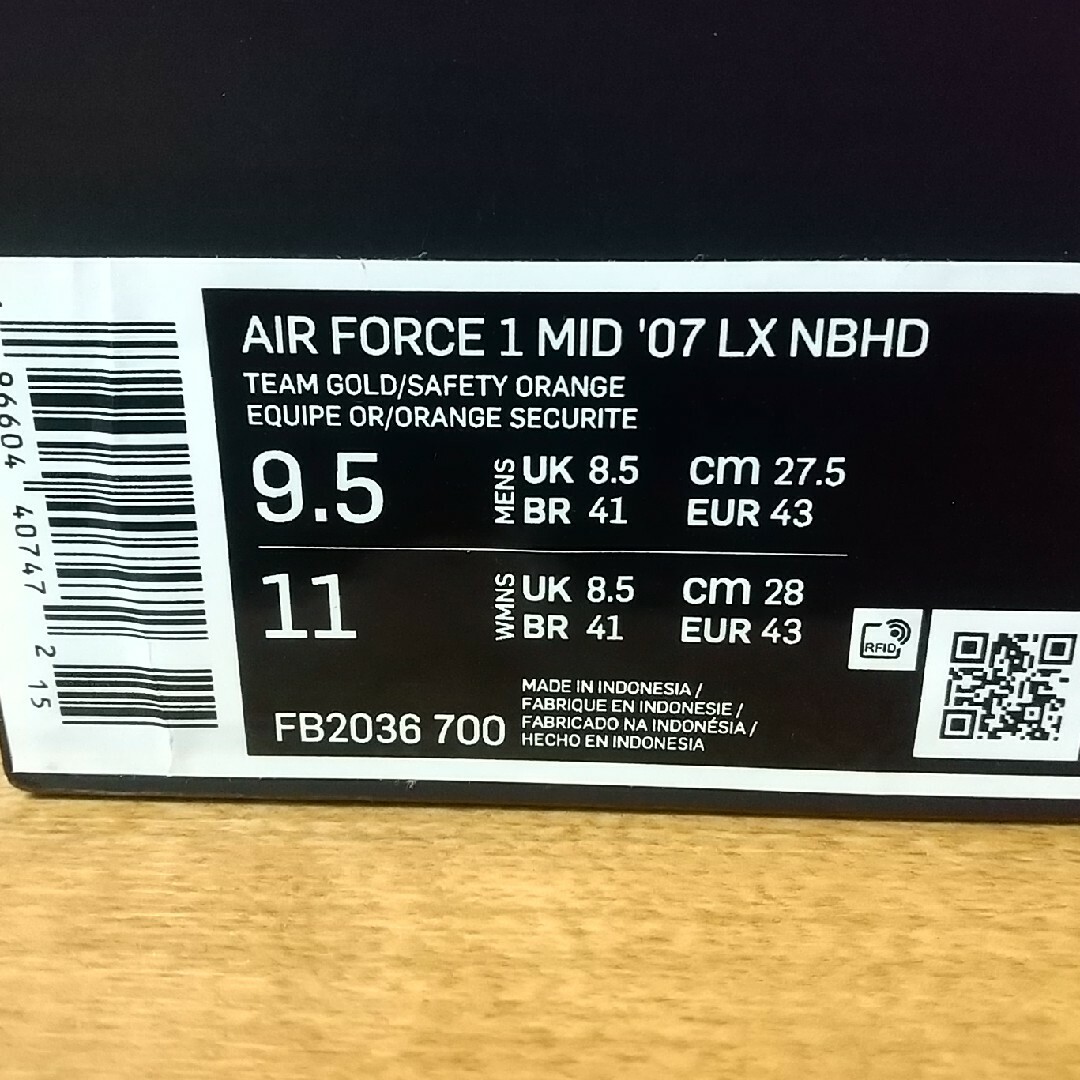 AIR FORCE 1 MID '07 LX NBHD
TEAM GOLD/SAFETY ORANGE
EQUIPE OR/ORANGE SECURITE
9.5 MENS UK 8.5 cm 27.5
BR 41 EUR 43
11 WMNS UK 8.5 cm 28
BR 41 EUR 43
RFID
FB2036 700
MADE IN INDONESIA /
FABRIQUE EN INDONESIE /
FABRICADO NA INDONÉSIA /
HECHO EN INDONESIA
96604 40747 2 15